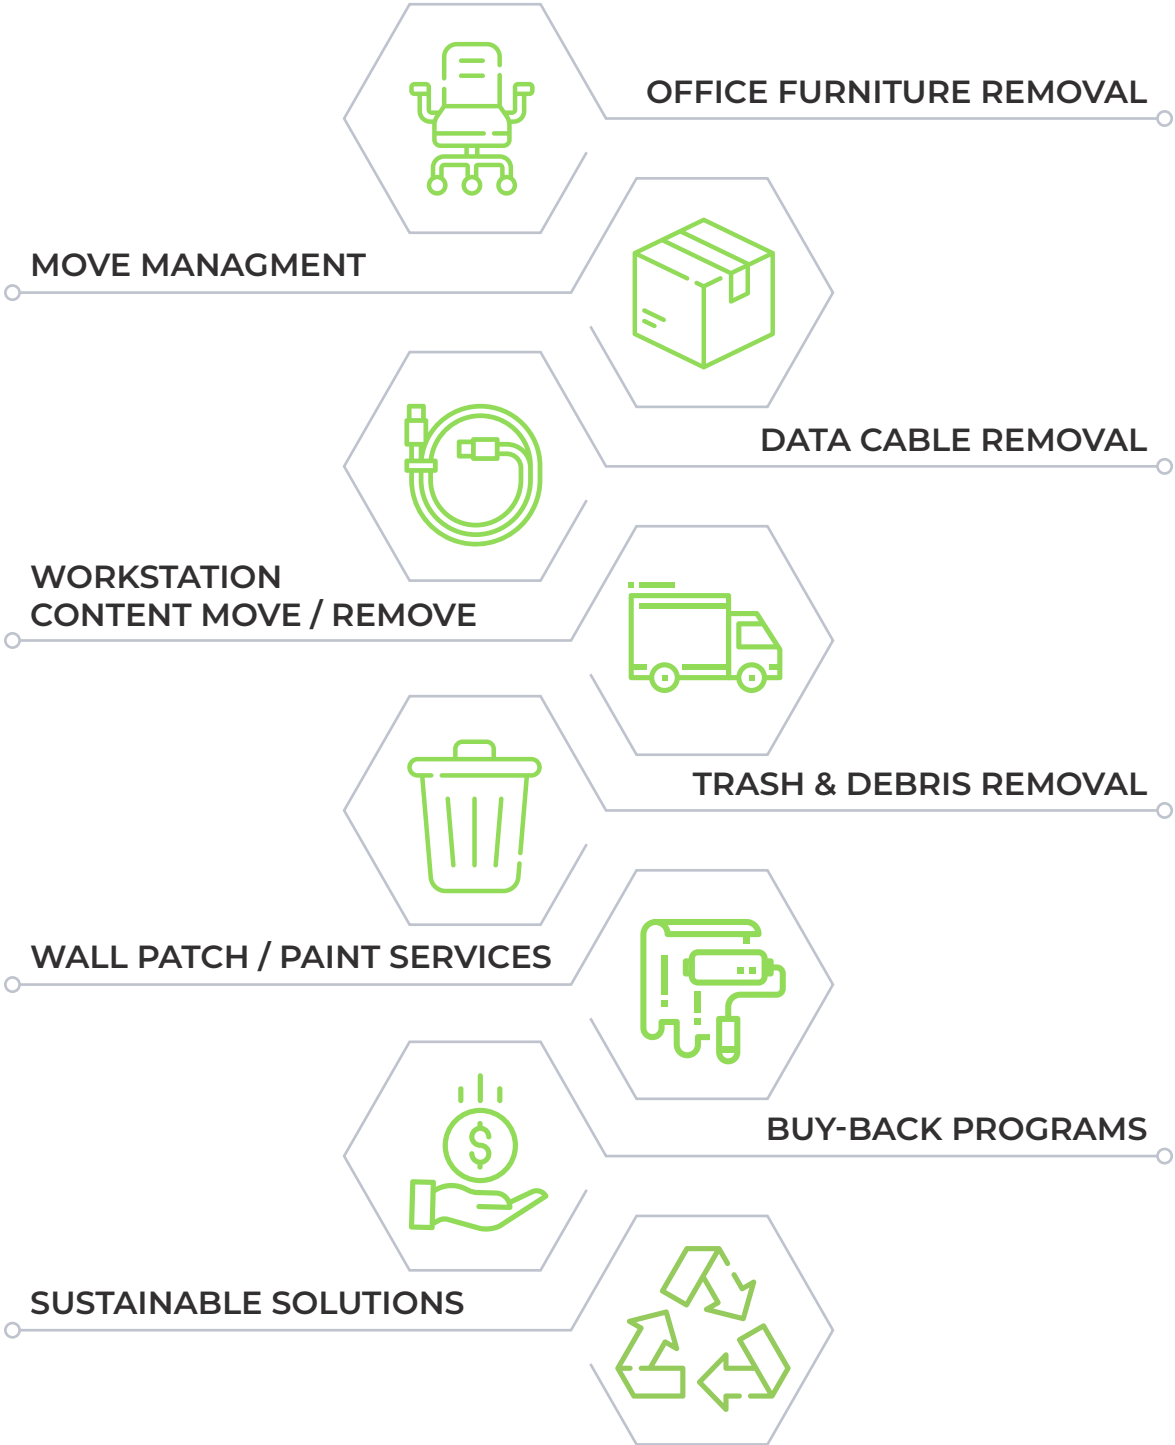 OFFICE FURNITURE REMOVAL
MOVE MANAGMENT
DATA CABLE REMOVAL
WORKSTATION
CONTENT MOVE / REMOVE
TRASH & DEBRIS REMOVAL
WALL PATCH / PAINT SERVICES
$
BUY-BACK PROGRAMS
SUSTAINABLE SOLUTIONS